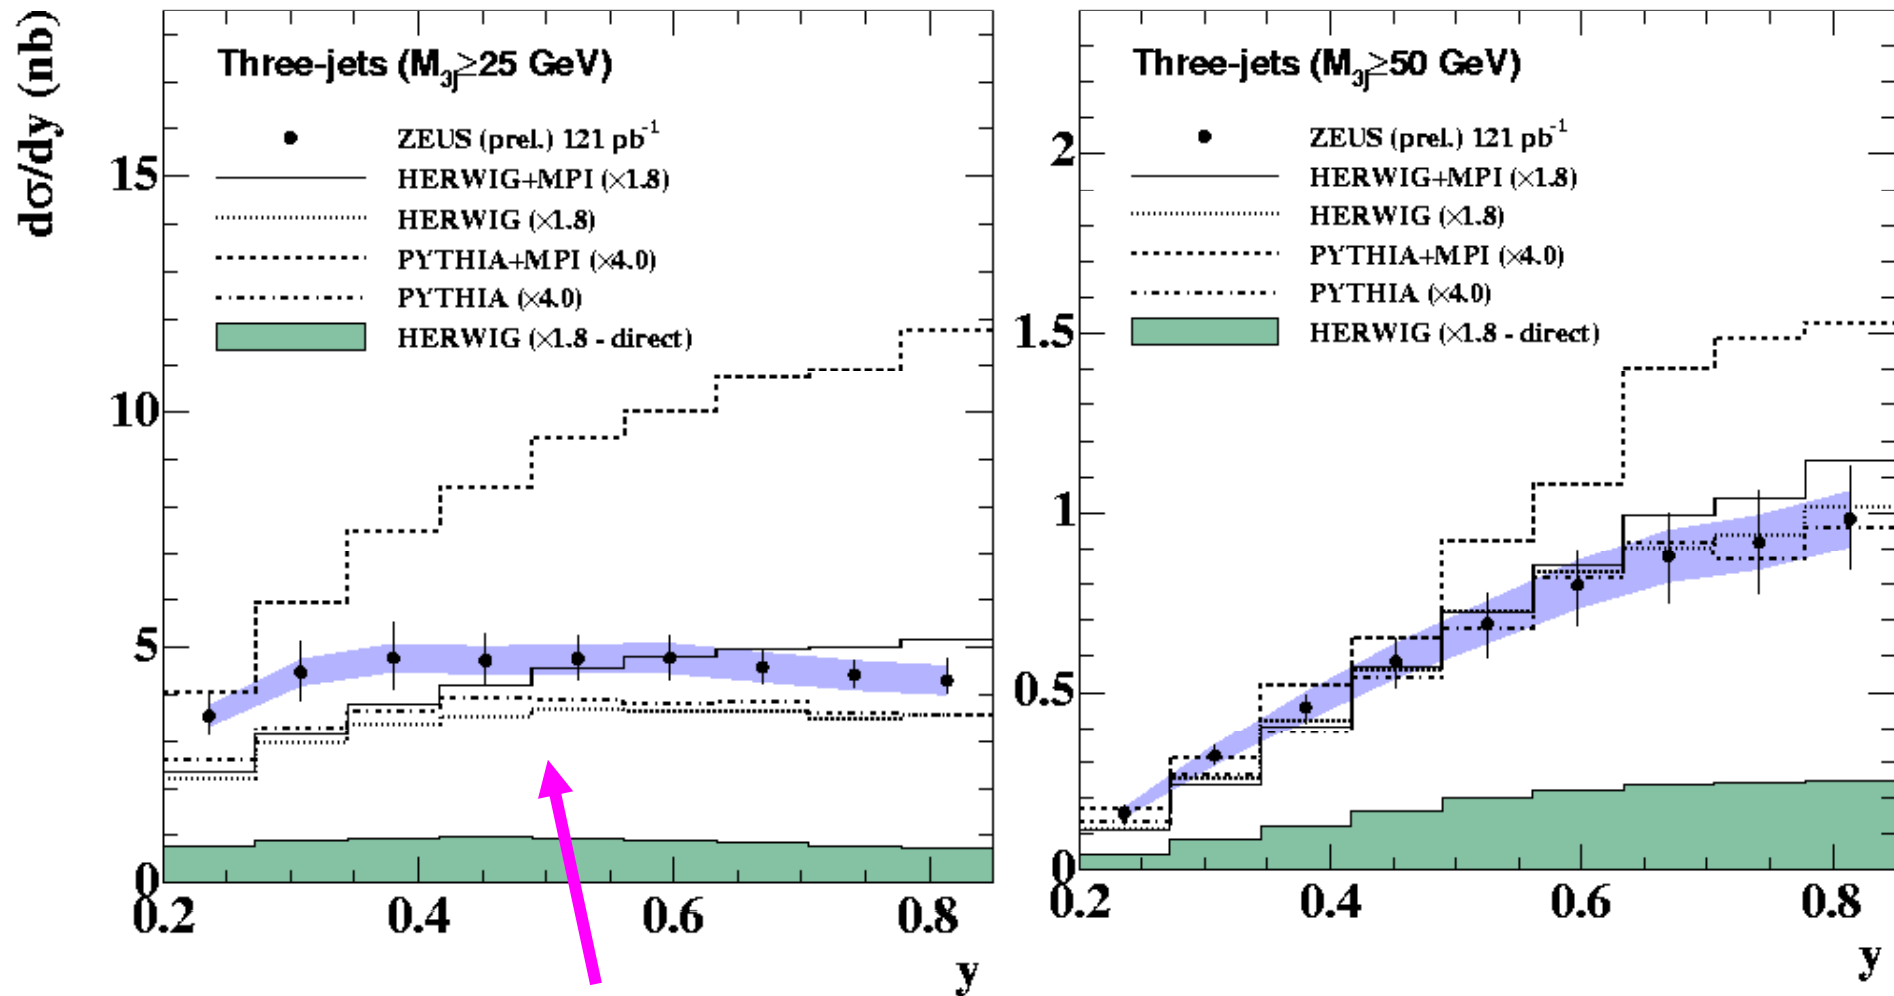 dσ/dy (nb)
Three-jets (M3j≥25 GeV)
ZEUS (prel.) 121 pb-1
HERWIG+MPI (×1.8)
HERWIG (×1.8)
PYTHIA+MPI (×4.0)
PYTHIA (×4.0)
HERWIG (×1.8 - direct)
15
10
5
0
0.2 0.4 0.6 0.8
y
Three-jets (M3j≥50 GeV)
ZEUS (prel.) 121 pb-1
HERWIG+MPI (×1.8)
HERWIG (×1.8)
PYTHIA+MPI (×4.0)
PYTHIA (×4.0)
HERWIG (×1.8 - direct)
2
1.5
1
0.5
0
0.2 0.4 0.6 0.8
y